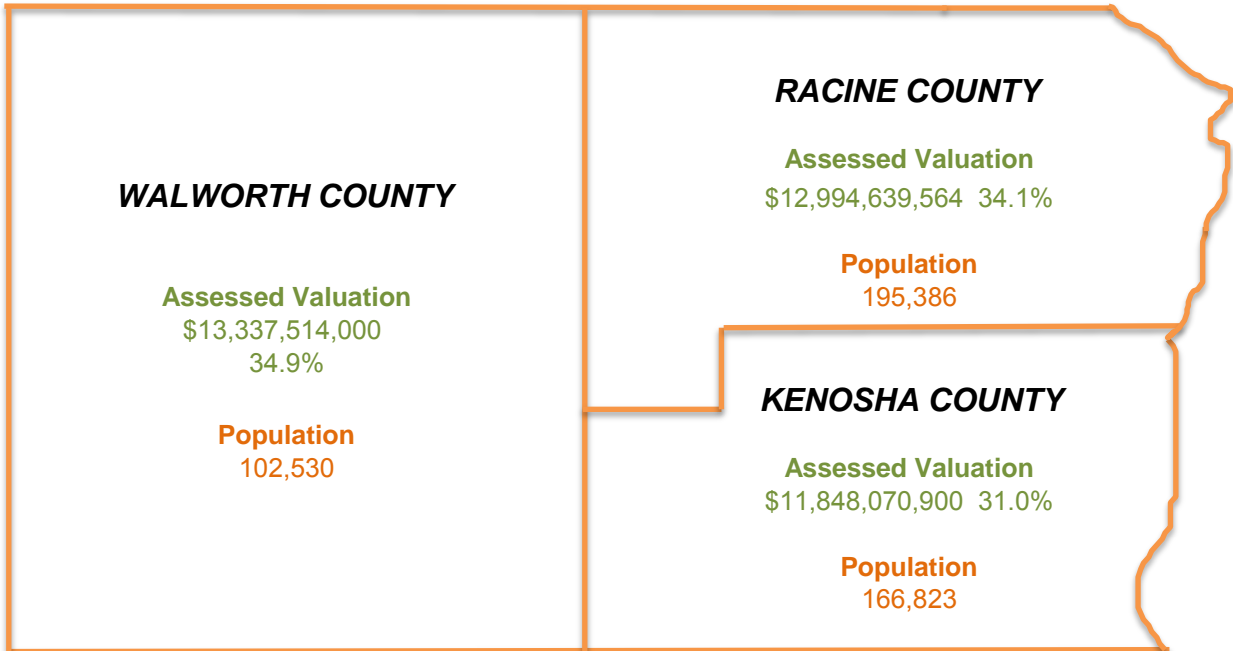 WALWORTH COUNTY
Assessed Valuation
$13,337,514,000
34.9%
Population
102,530
RACINE COUNTY
Assessed Valuation
$12,994,639,564 34.1%
Population
195,386
KENOSHA COUNTY
Assessed Valuation
$11,848,070,900 31.0%
Population
166,823